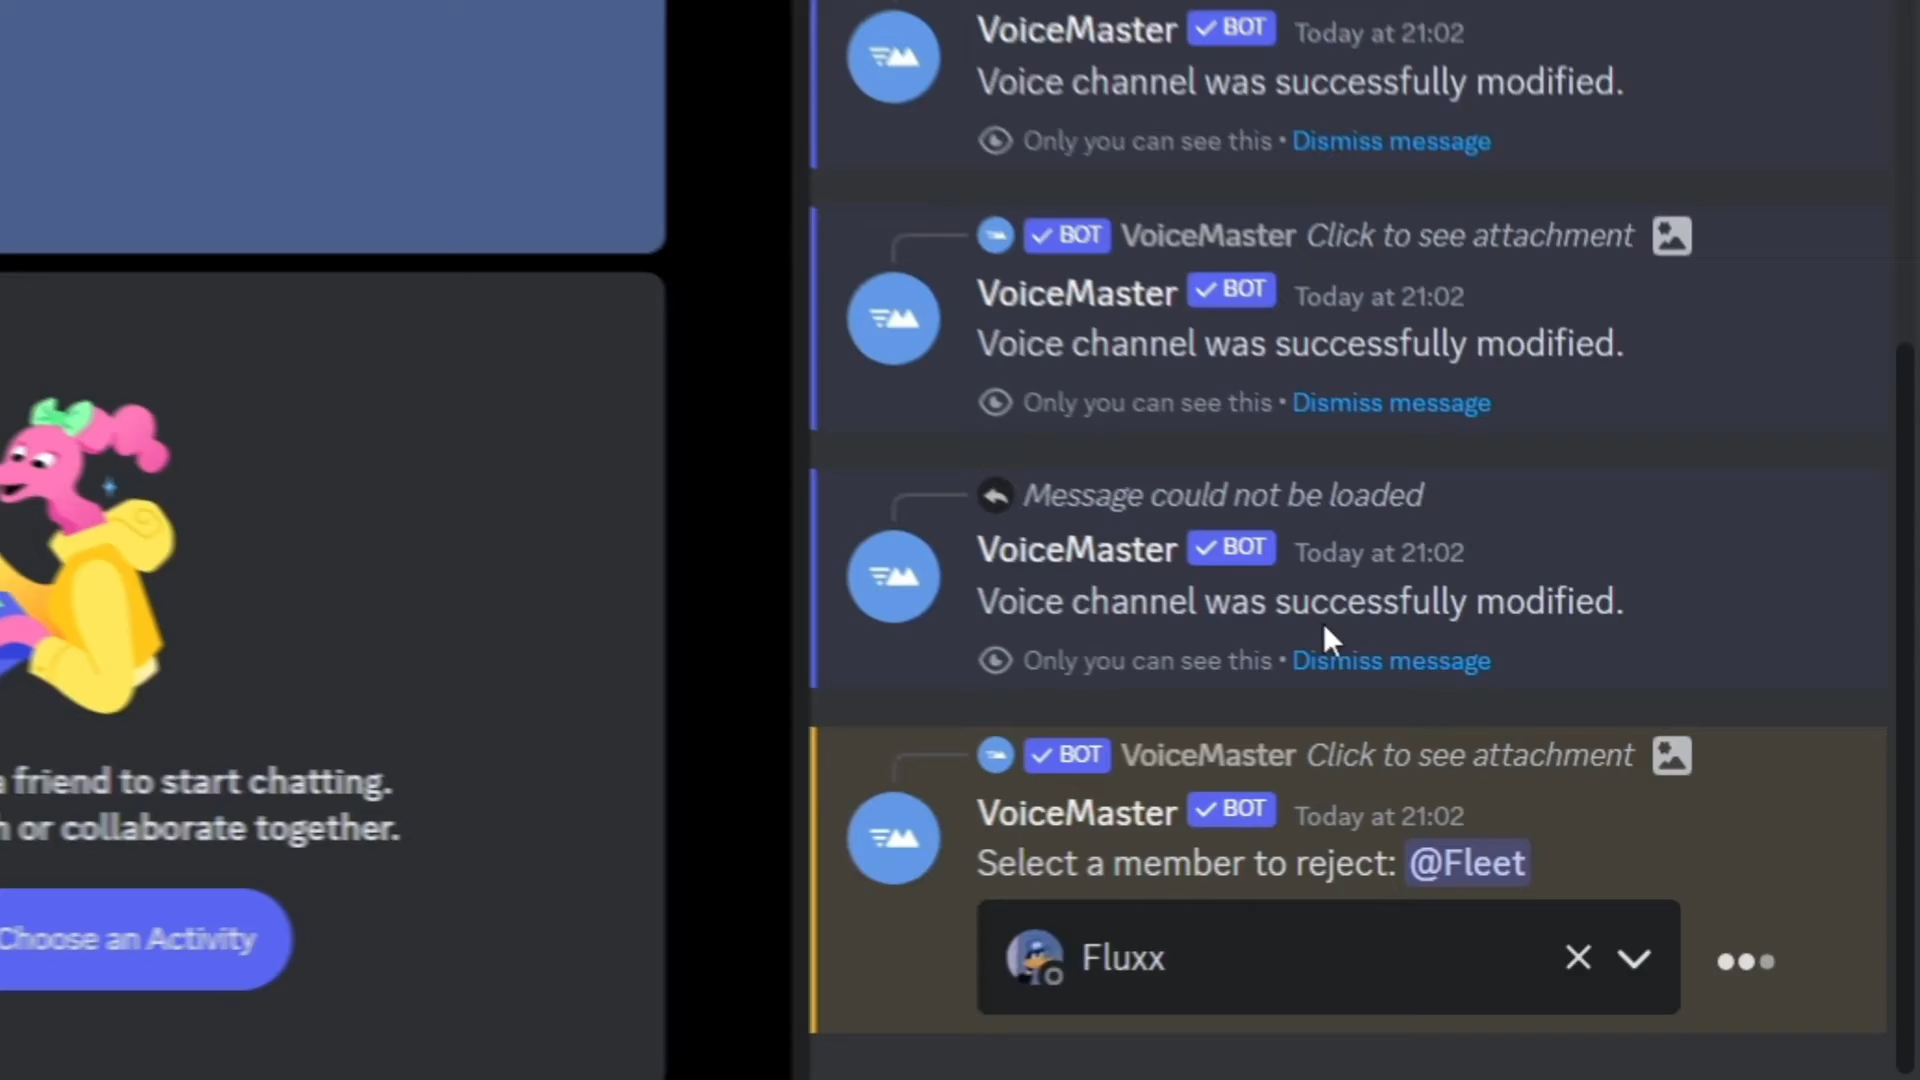 VoiceMaster ✓ BOT Today at 21:02
Voice channel was successfully modified.
Only you can see this • Dismiss message
✓ BOT VoiceMaster Click to see attachment
VoiceMaster ✓ BOT Today at 21:02
Voice channel was successfully modified.
Only you can see this • Dismiss message
Message could not be loaded
VoiceMaster ✓ BOT Today at 21:02
Voice channel was successfully modified.
Only you can see this • Dismiss message
✓ BOT VoiceMaster Click to see attachment
VoiceMaster ✓ BOT Today at 21:02
Select a member to reject: @Fleet
Fluxx
a friend to start chatting.
or collaborate together.
Choose an Activity